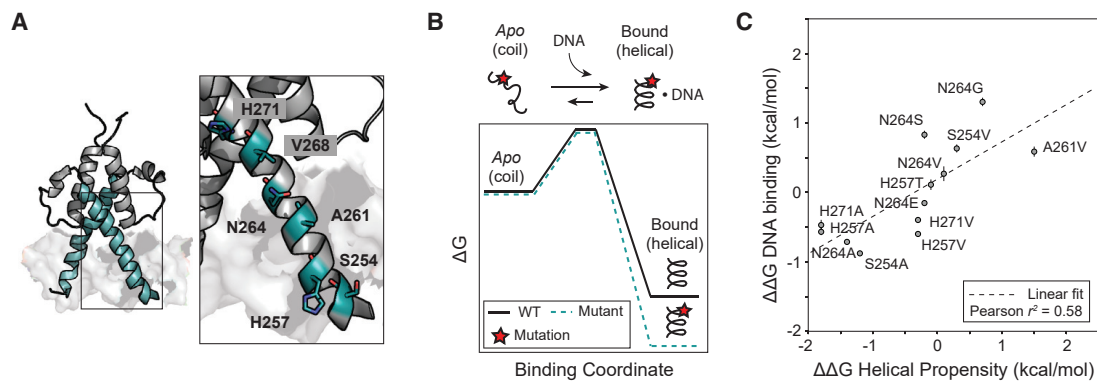 A
H271
V268
N264
A261
S254
H257
B
Apo
(coil)
DNA
Bound
(helical)
• DNA
ΔG
Apo
(coil)
Bound
(helical)
WT
Mutant
Mutation
Binding Coordinate
C
ΔΔG DNA binding (kcal/mol)
2
1
0
-1
-2
N264G
N264S
S254V
A261V
N264V
H257T
N264E
H271A
H271V
H257A
H257V
N264A
S254A
Linear fit
Pearson r² = 0.58
-2
-1
0
1
2
ΔΔG Helical Propensity (kcal/mol)